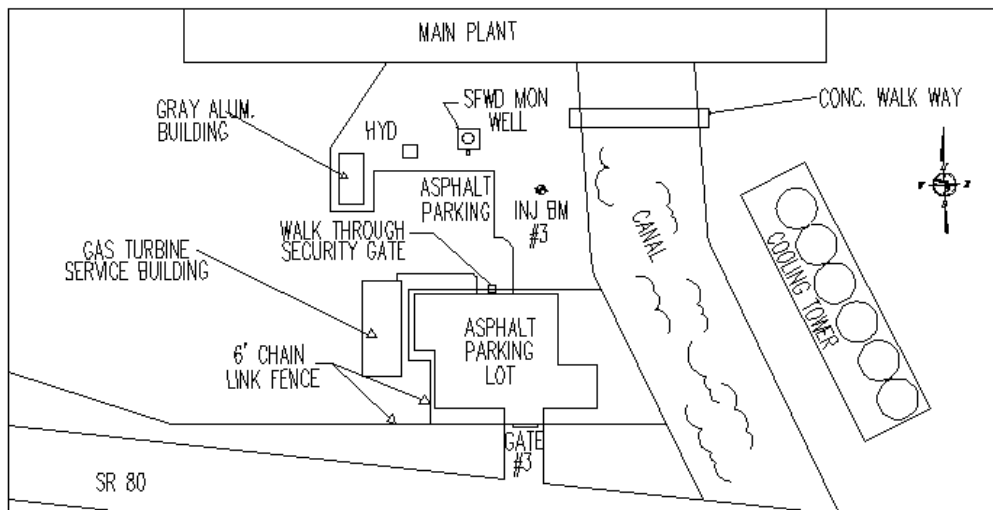 MAIN PLANT
GRAY ALUM.
BUILDING
HYD
SFWD MON
WELL
CONC. WALK WAY
ASPHALT
PARKING
INJ BM
#3
CANAL
WALK THROUGH
SECURITY GATE
GAS TURBINE
SERVICE BUILDING
COOLING TOWER
ASPHALT
PARKING
LOT
6' CHAIN
LINK FENCE
GATE
#3
SR 80